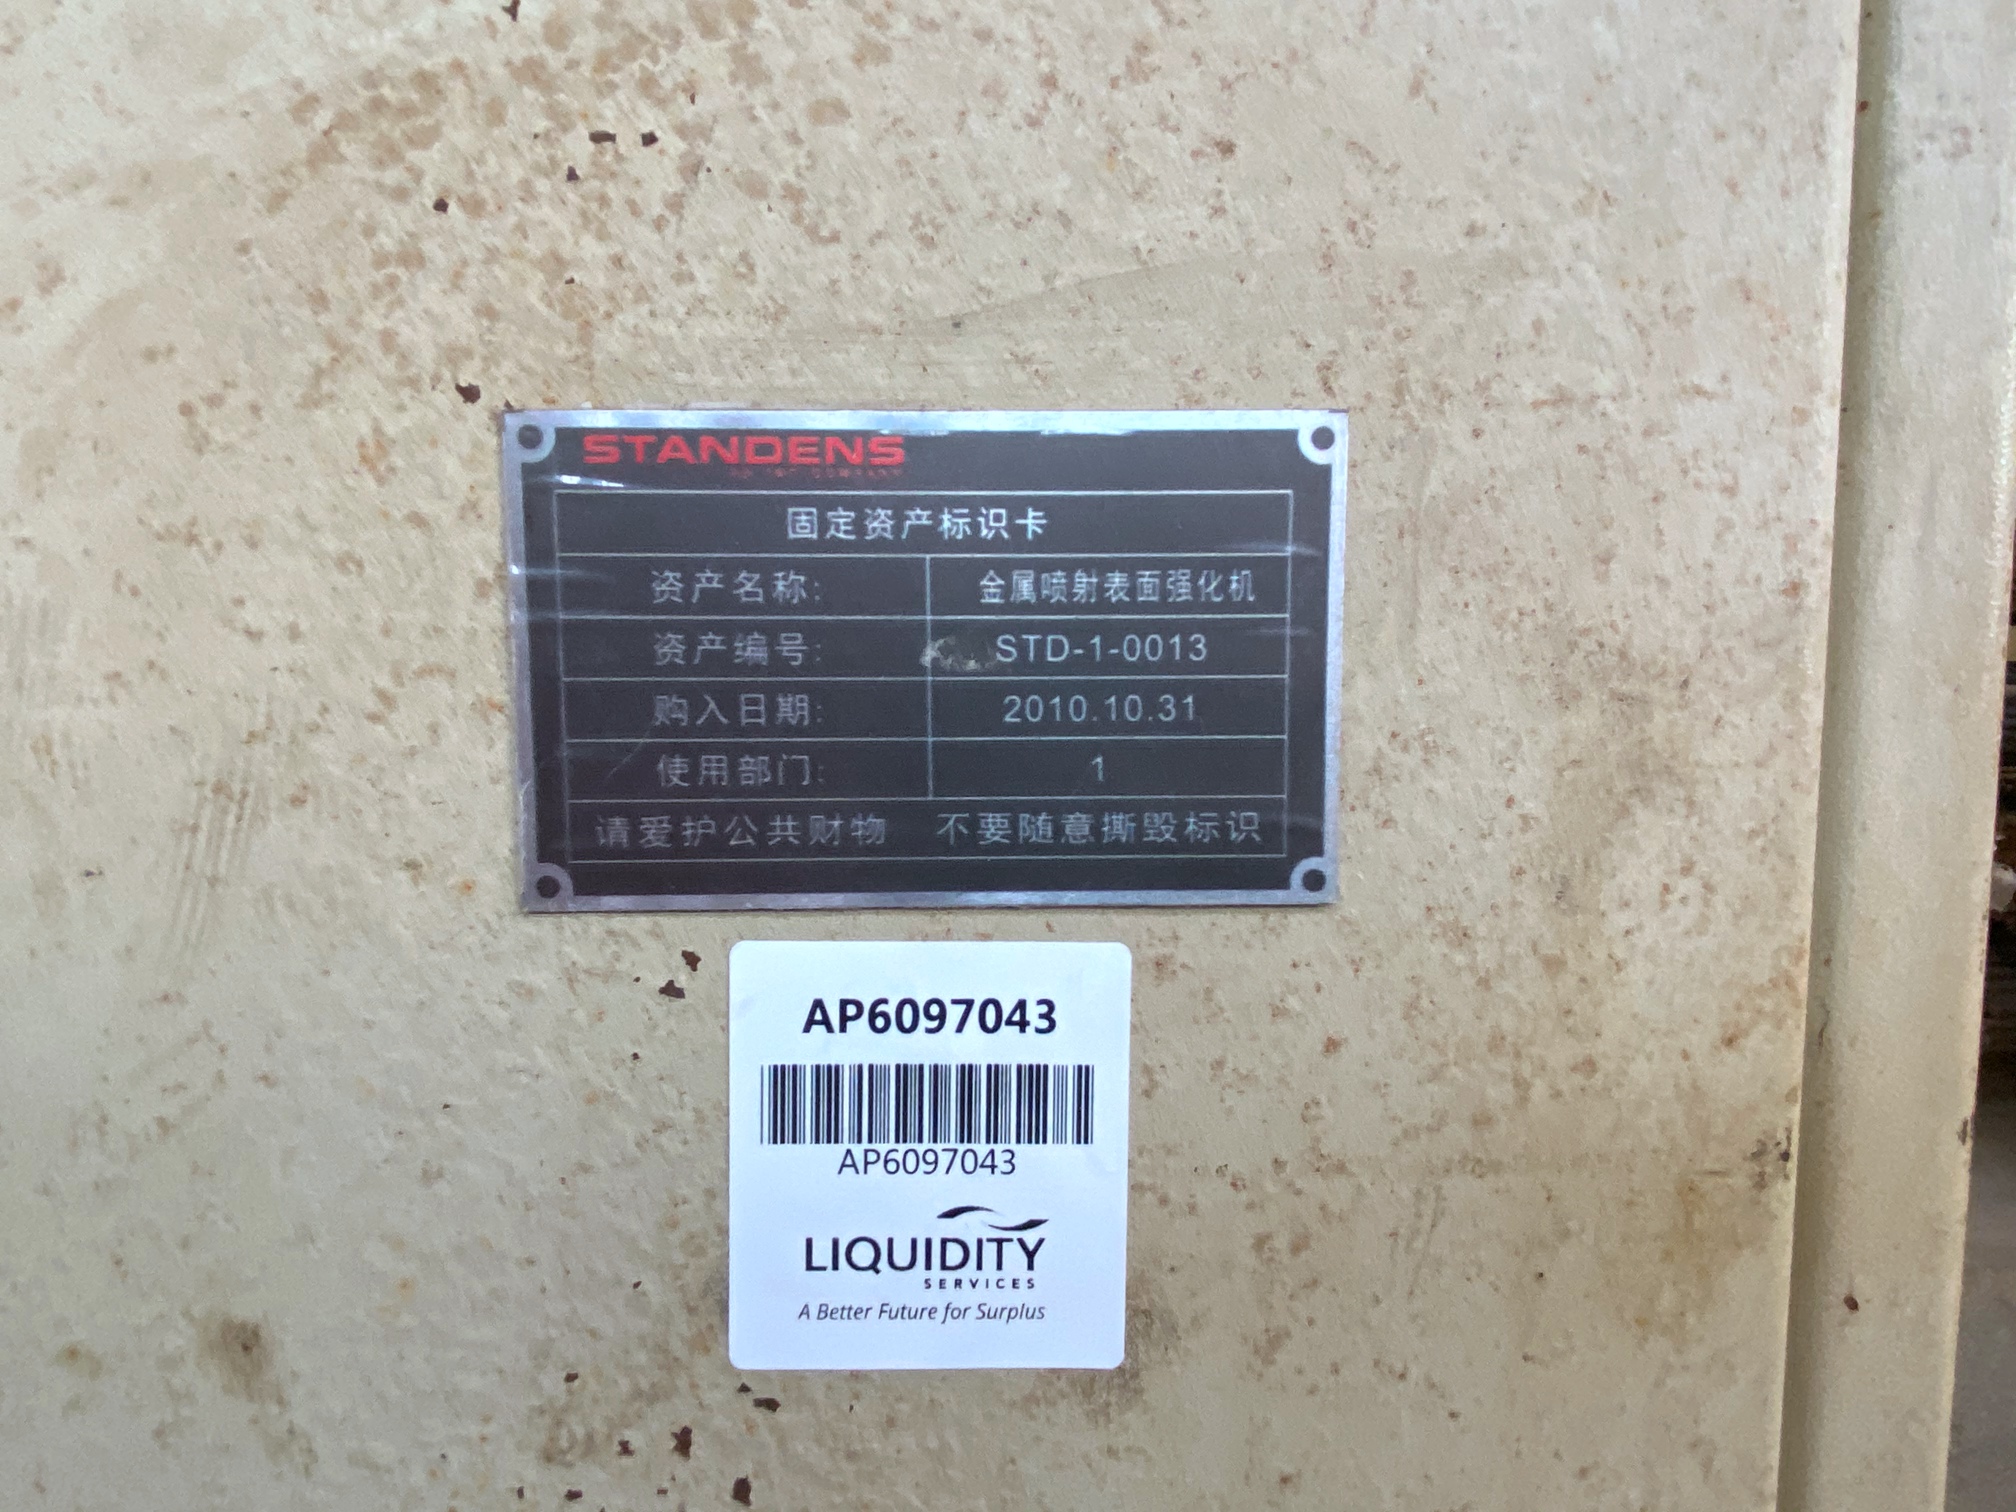 STANDENS
固定资产标识卡
资产名称: 金属喷射表面强化机
资产编号: STD-1-0013
购入日期: 2010.10.31
使用部门: 1
请爱护公共财物 不要随意撕毁标识
AP6097043
AP6097043
LIQUIDITY
SERVICES
A Better Future for Surplus